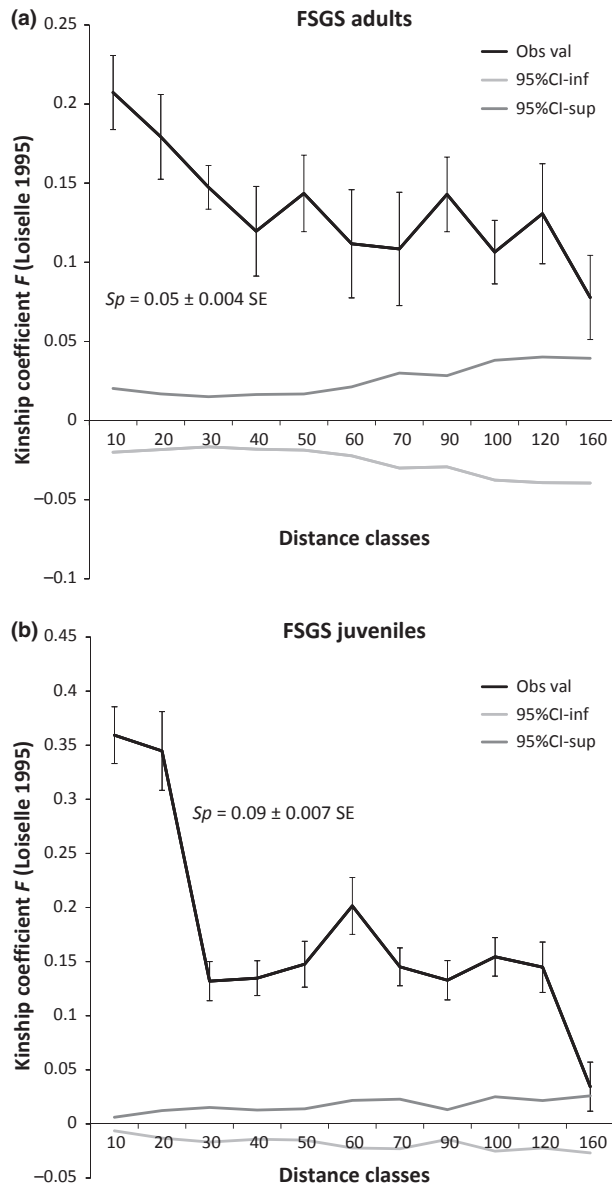 (a)
FSGS adults
0.25
0.2
0.15
0.1
0.05
0
–0.05
–0.1
Kinship coefficient F (Loiselle 1995)
Obs val
95%CI-inf
95%CI-sup
Sp = 0.05 ± 0.004 SE
10 20 30 40 50 60 70 90 100 120 160
Distance classes
(b)
FSGS juveniles
0.45
0.4
0.35
0.3
0.25
0.2
0.15
0.1
0.05
0
–0.05
Kinship coefficient F (Loiselle 1995)
Obs val
95%CI-inf
95%CI-sup
Sp = 0.09 ± 0.007 SE
10 20 30 40 50 60 70 90 100 120 160
Distance classes